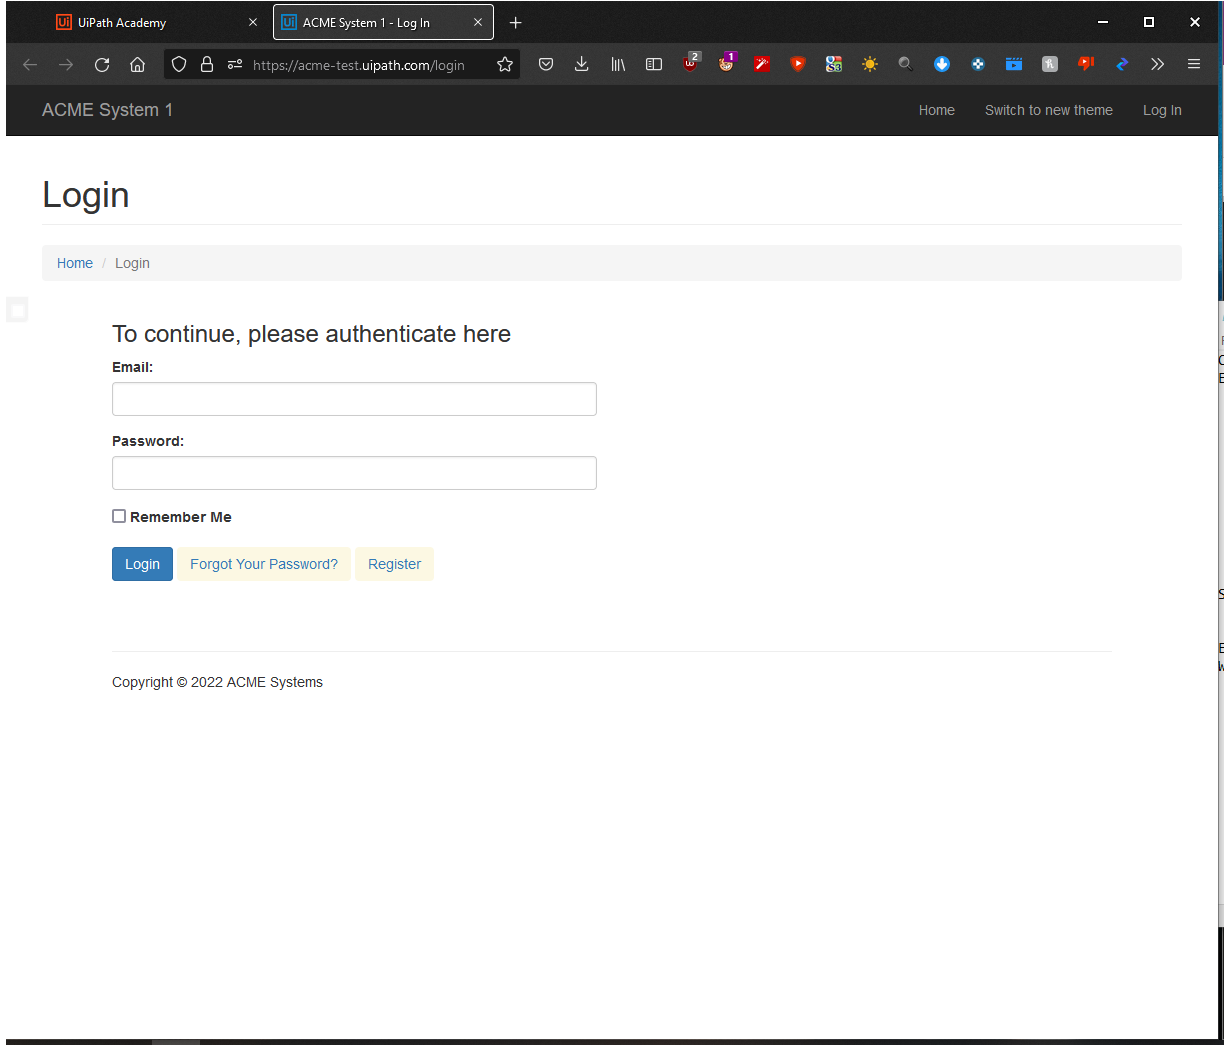 UiPath Academy
ACME System 1 - Log In
https://acme-test.uipath.com/login
2
1
ACME System 1
Home
Switch to new theme
Log In
Login
Home / Login
To continue, please authenticate here
Email:
Password:
Remember Me
Login
Forgot Your Password?
Register
Copyright © 2022 ACME Systems